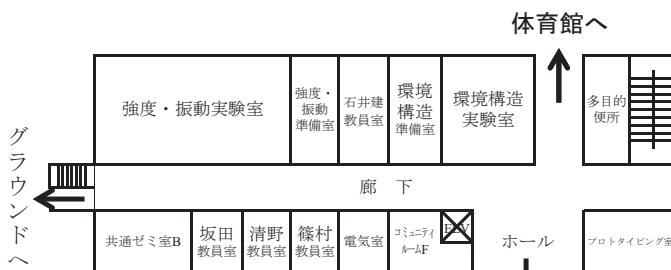 体育館へ
強度・振動実験室
強度・
振動
準備室
石井建
教員室
環境
構造
準備室
環境構造
実験室
多目的
便所
グラウンドへ
廊 下
共通ゼミ室B
坂田
教員室
清野
教員室
篠村
教員室
電気室
コミュニティ
ルームF
ELV
ホール
プロトタイピング室